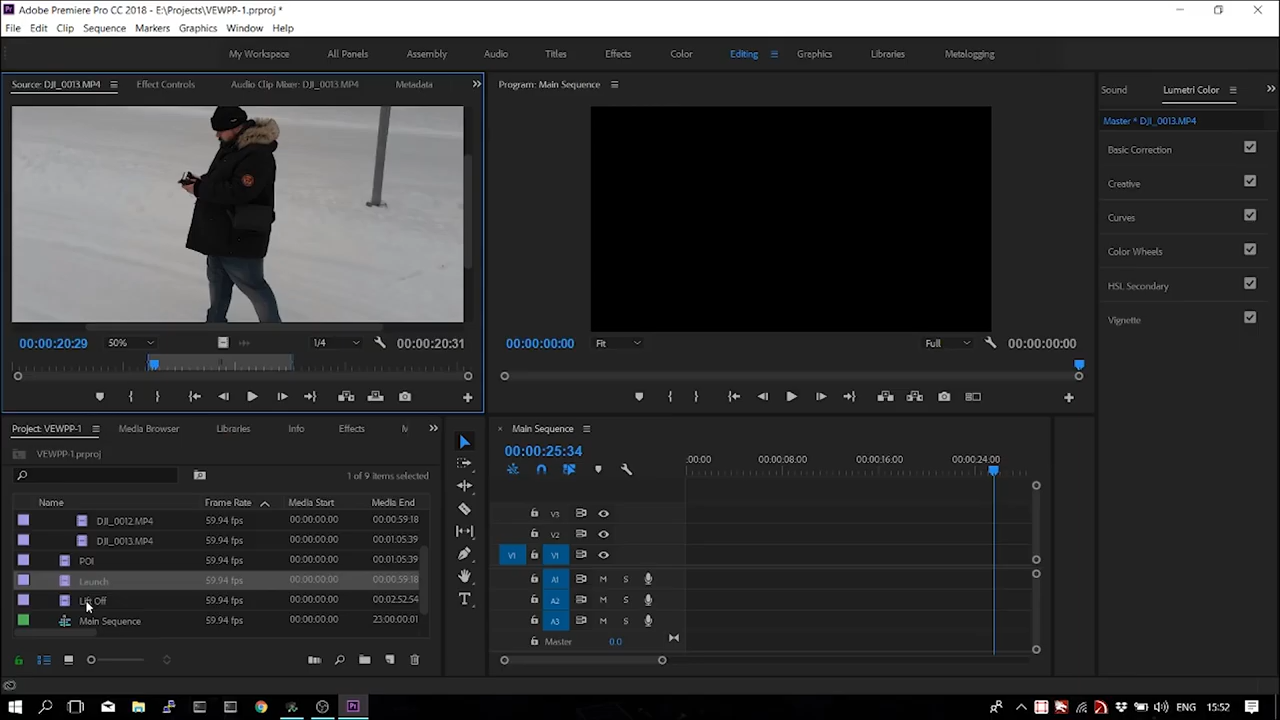 Adobe Premiere Pro CC 2018 - E:\Projects\VEWPP-1.prproj *
File Edit Clip Sequence Markers Graphics Window Help
My Workspace All Panels Assembly Audio Titles Effects Color Editing Graphics Libraries Metalogging
Source: DJI_0013.MP4 Effect Controls Audio Clip Mixer: DJI_0013.MP4 Metadata
Program: Main Sequence
Sound Lumetri Color
Master * DJI_0013.MP4
Basic Correction
Creative
Curves
Color Wheels
HSL Secondary
Vignette
00:00:20:29 50% 1/4 00:00:20:31
00:00:00:00 Fit Full 00:00:00:00
Project: VEWPP-1 Media Browser Libraries Info Effects M
VEWPP-1.prproj
1 of 9 items selected
Name Frame Rate Media Start Media End
DJI_0012.MP4 59.94 fps 00:00:00:00 00:00:59:18
DJI_0013.MP4 59.94 fps 00:00:00:00 00:01:05:39
POI 59.94 fps 00:00:00:00 00:01:05:39
Launch 59.94 fps 00:00:00:00 00:00:59:18
Lift Off 59.94 fps 00:00:00:00 00:02:52:54
Main Sequence 59.94 fps 00:00:00:00 23:00:00:01
× Main Sequence
00:00:25:34
:00:00 00:00:08:00 00:00:16:00 00:00:24:00
V3
V2
V1 V1
A1 M S
A2 M S
A3 M S
Master 0.0
15:52